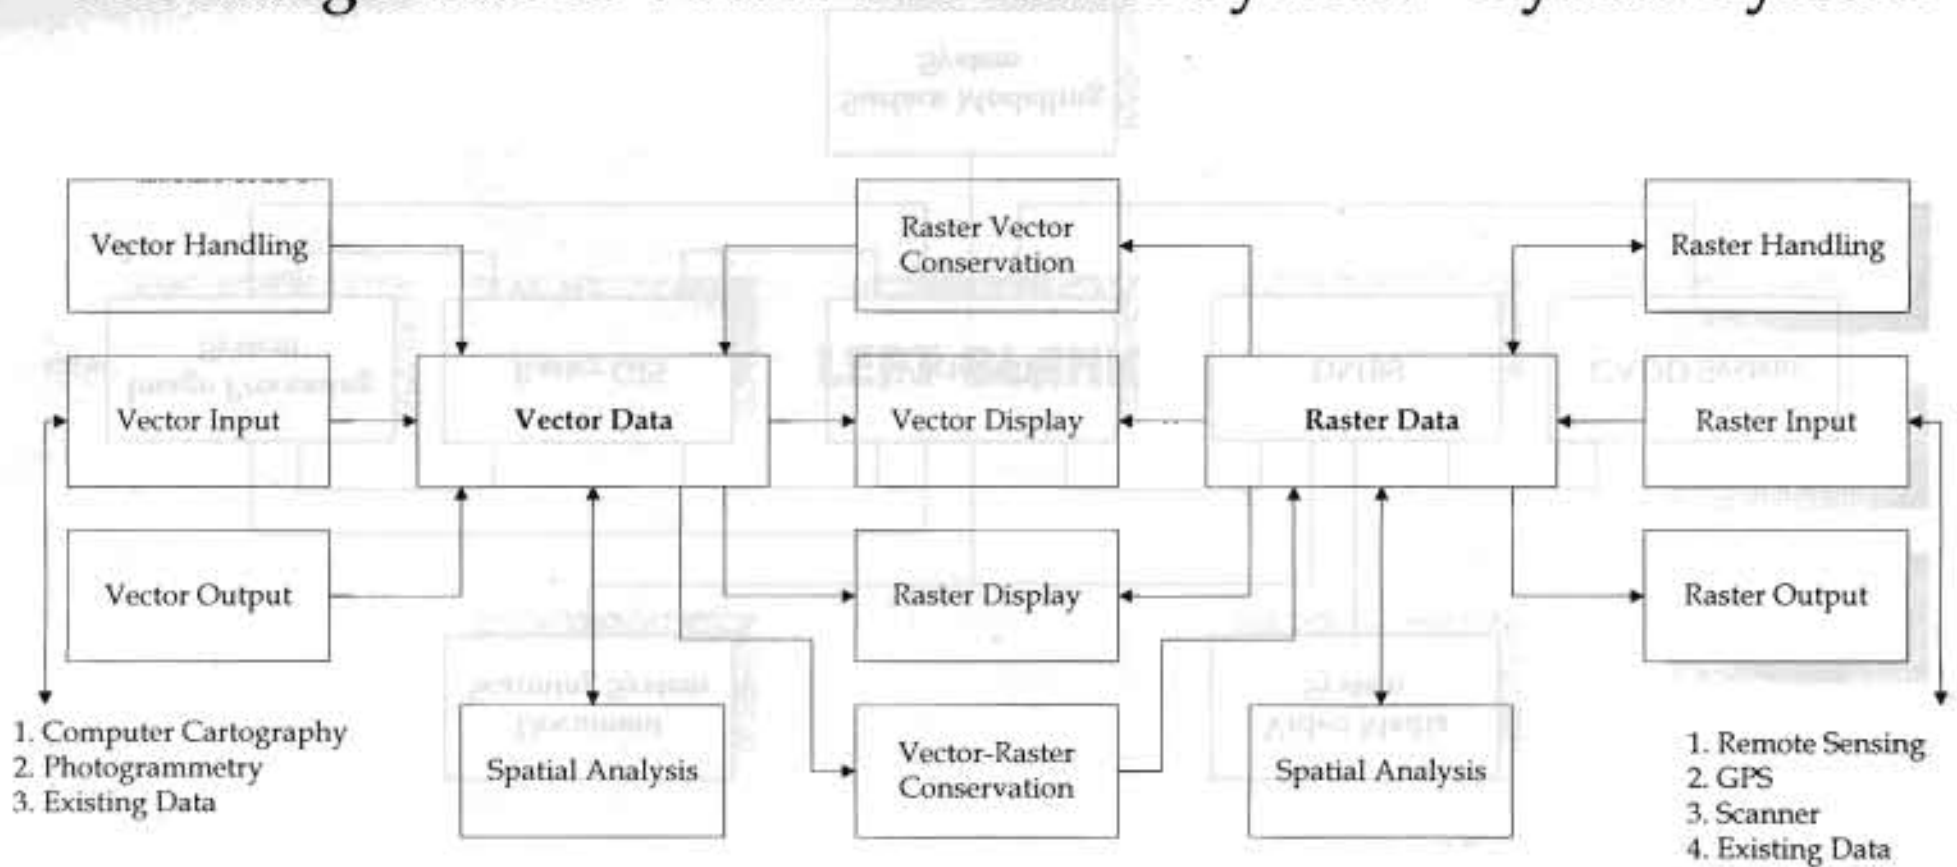 Vector Handling
Raster Vector
Conservation
Raster Handling
Vector Input
Vector Data
Vector Display
Raster Data
Raster Input
Vector Output
Raster Display
Raster Output
1. Computer Cartography
2. Photogrammetry
3. Existing Data
Spatial Analysis
Vector-Raster
Conservation
Spatial Analysis
1. Remote Sensing
2. GPS
3. Scanner
4. Existing Data